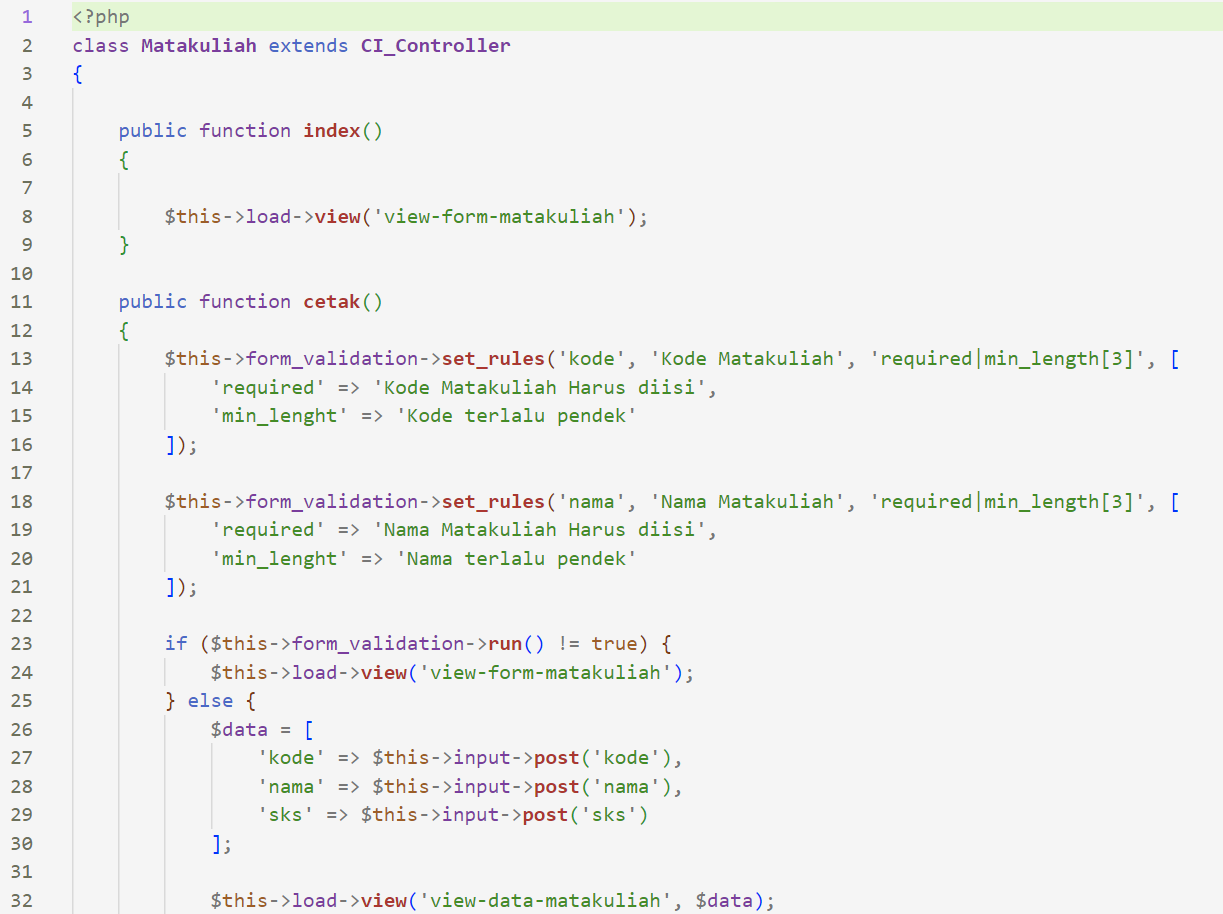 1 <?php
2 class Matakuliah extends CI_Controller
3 {
4
5     public function index()
6     {
7
8         $this->load->view('view-form-matakuliah');
9     }
10
11     public function cetak()
12     {
13         $this->form_validation->set_rules('kode', 'Kode Matakuliah', 'required|min_length[3]', [
14             'required' => 'Kode Matakuliah Harus diisi',
15             'min_lenght' => 'Kode terlalu pendek'
16         ]);
17
18         $this->form_validation->set_rules('nama', 'Nama Matakuliah', 'required|min_length[3]', [
19             'required' => 'Nama Matakuliah Harus diisi',
20             'min_lenght' => 'Nama terlalu pendek'
21         ]);
22
23         if ($this->form_validation->run() != true) {
24             $this->load->view('view-form-matakuliah');
25         } else {
26             $data = [
27                 'kode' => $this->input->post('kode'),
28                 'nama' => $this->input->post('nama'),
29                 'sks' => $this->input->post('sks')
30             ];
31
32             $this->load->view('view-data-matakuliah', $data);